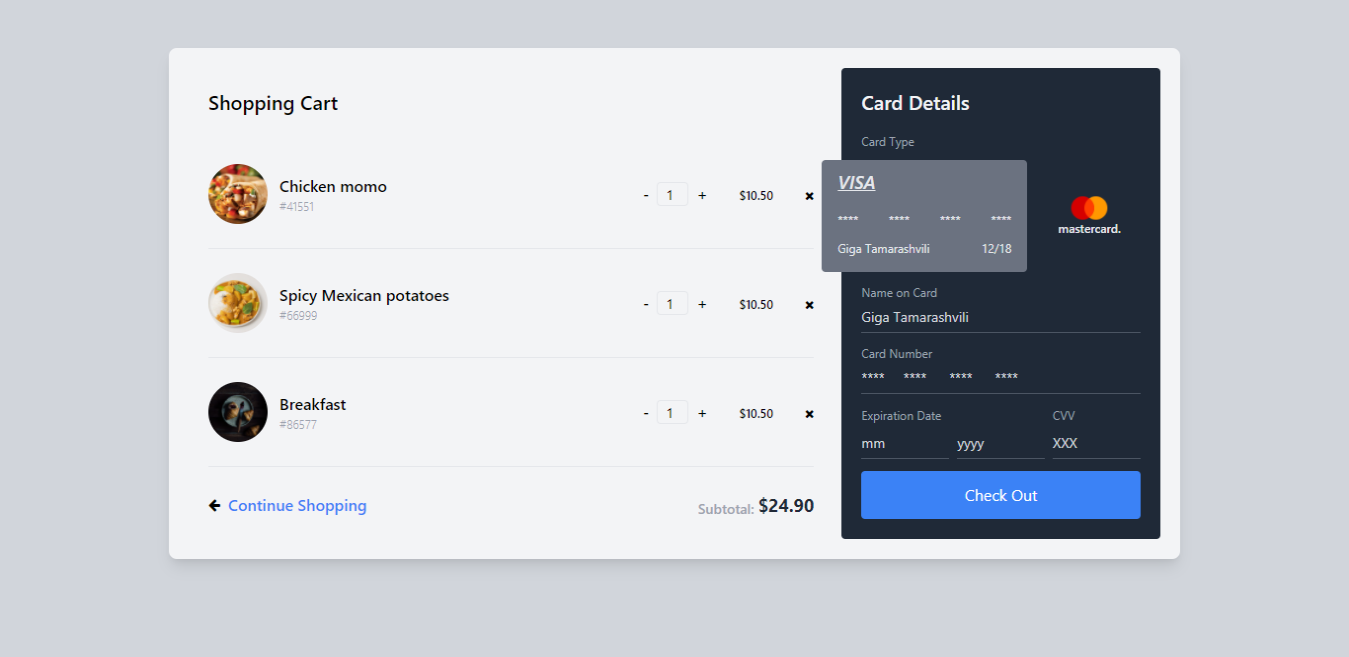 Shopping Cart
Chicken momo
#41551
- 1 + $10.50 ×
Spicy Mexican potatoes
#66999
- 1 + $10.50 ×
Breakfast
#86577
- 1 + $10.50 ×
← Continue Shopping
Subtotal: $24.90
Card Details
Card Type
VISA
**** **** **** ****
Giga Tamarashvili 12/18
mastercard.
Name on Card
Giga Tamarashvili
Card Number
**** **** **** ****
Expiration Date CVV
mm yyyy XXX
Check Out